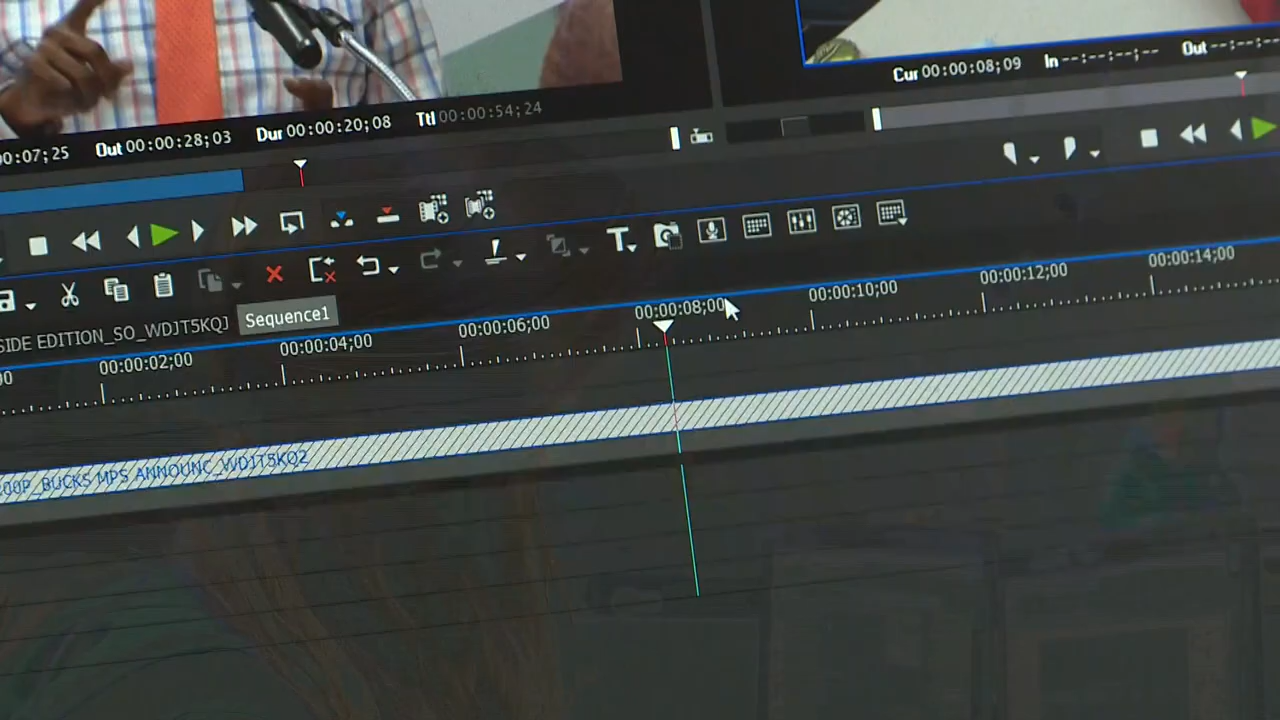 Cur 00:00:08;09 In --:--:--;-- Out --:--:--;--
00:07;25 Out 00:00:28;03 Dur 00:00:20;08 Ttl 00:00:54;24
SIDE EDITION_SO_WDJT5KQJ Sequence1
00:00:02;00 00:00:04;00 00:00:06;00 00:00:08;00 00:00:10;00 00:00:12;00 00:00:14;00
00P_BUCKS MPS ANNOUNC_WDJT5KQ2